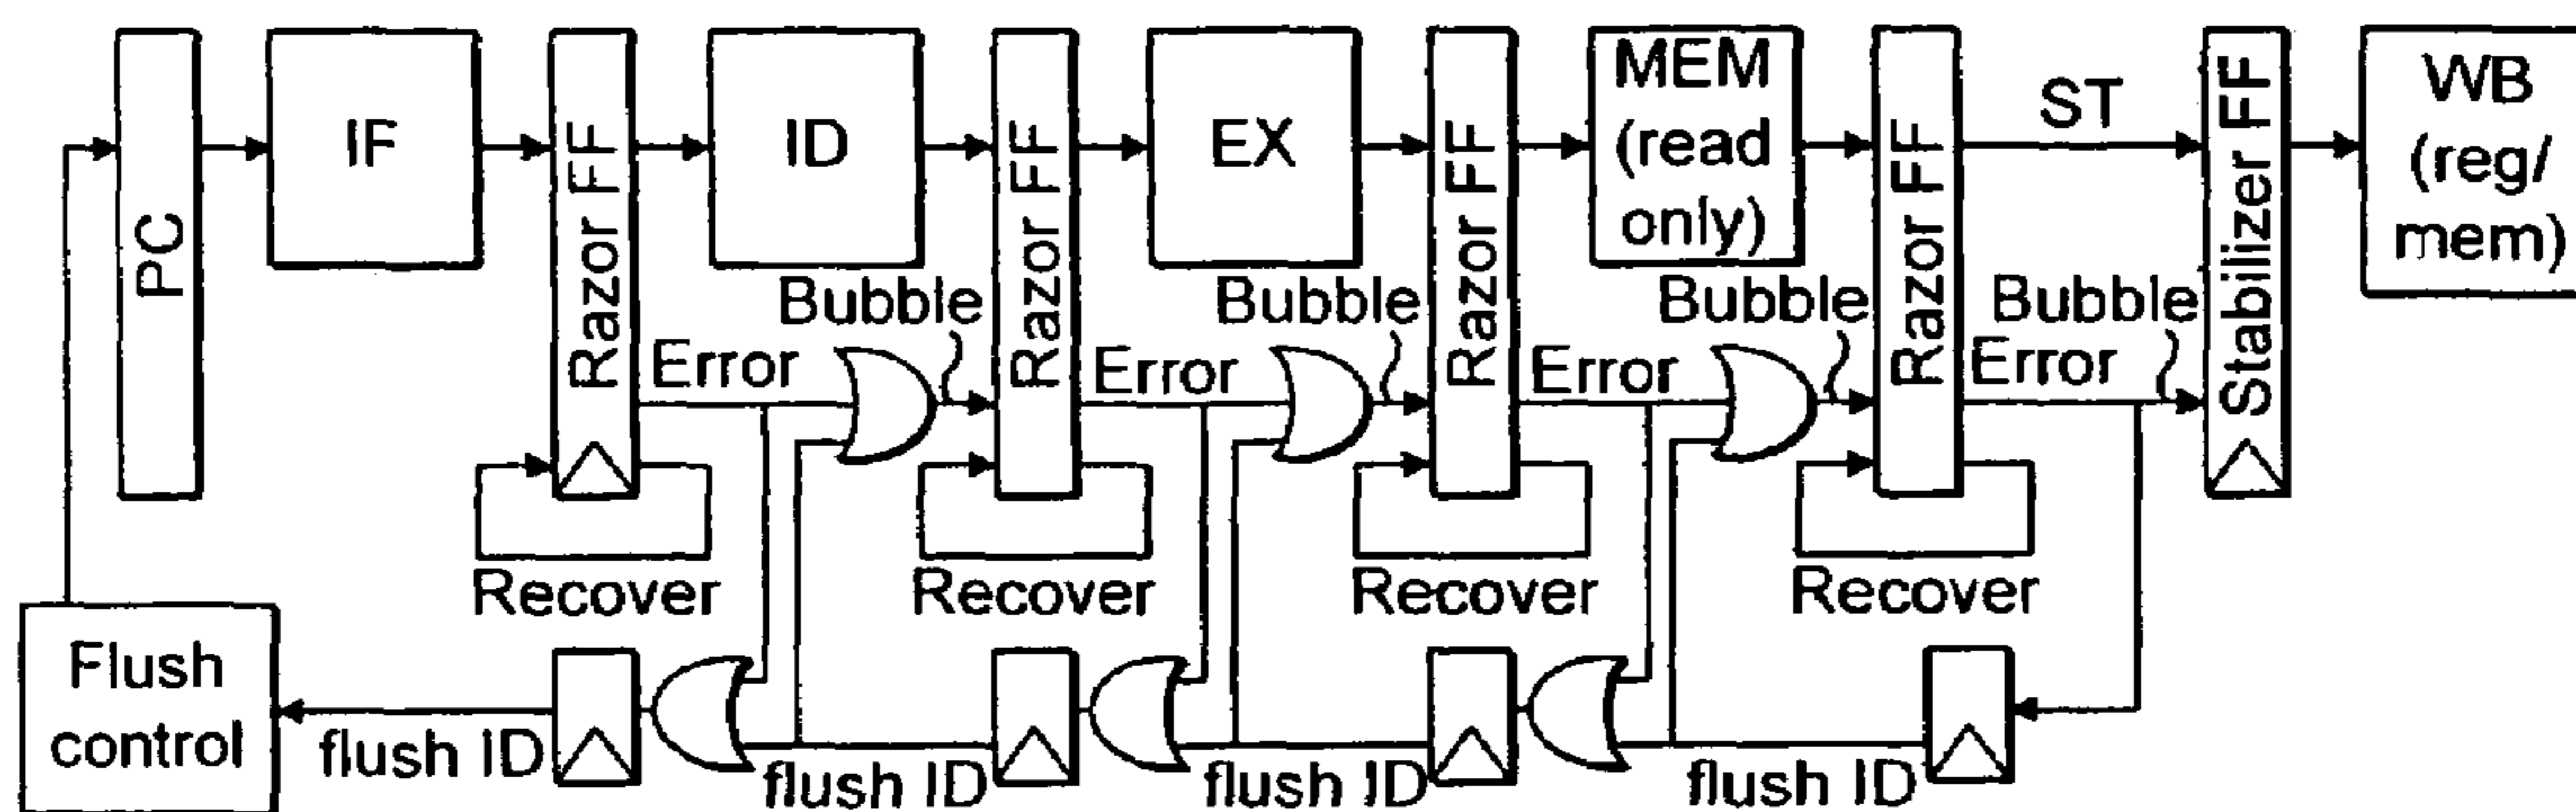 PC
IF
Razor FF
ID
Razor FF
EX
Razor FF
MEM
(read
only)
Razor FF
ST
Stabilizer FF
WB
(reg/
mem)
Bubble
Bubble
Bubble
Bubble
Error
Error
Error
Error
Recover
Recover
Recover
Recover
Flush
control
flush ID
flush ID
flush ID
flush ID